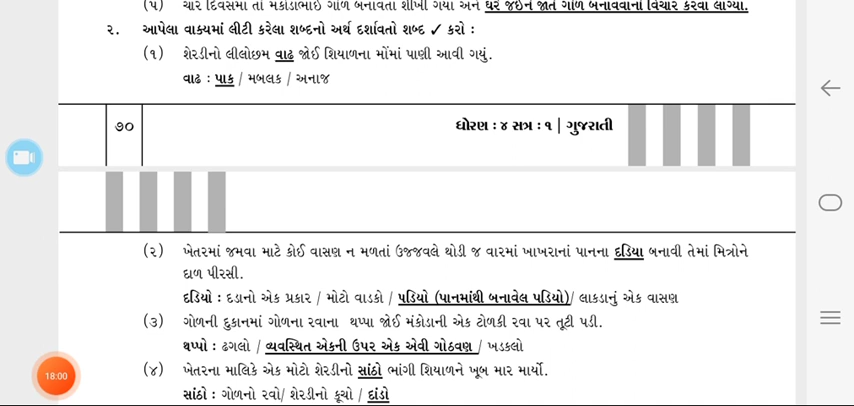 (૫) ચાર દિવસમાં તો મંકોડાભાઈ ગોળ બનાવતા શીખી ગયા અને ઘરે જઈને જાતે ગોળ બનાવવાનો વિચાર કરવા લાગ્યા.
૨. આપેલા વાક્યમાં લીટી કરેલા શબ્દનો અર્થ દર્શાવતો શબ્દ ✓ કરો :
(૧) શેરડીનો લીલોછમ વાઢ જોઈ શિયાળના મોંમાં પાણી આવી ગયું.
વાઢ : પાક / મબલક / અનાજ
૭૦ ધોરણ : ૪ સત્ર : ૧ | ગુજરાતી
(૨) ખેતરમાં જમવા માટે કોઈ વાસણ ન મળતાં ઉજ્જવલે થોડી જ વારમાં ખાખરાનાં પાનના દડિયા બનાવી તેમાં મિત્રોને
દાળ પીરસી.
દડિયો : દડાનો એક પ્રકાર / મોટો વાડકો / પડિયો (પાનમાંથી બનાવેલ પડિયો)/ લાકડાનું એક વાસણ
(૩) ગોળની દુકાનમાં ગોળના રવાના થપ્પા જોઈ મંકોડાની એક ટોળકી રવા પર તૂટી પડી.
થપ્પો : ઢગલો / વ્યવસ્થિત એકની ઉપર એક એવી ગોઠવણ / ખડકલો
(૪) ખેતરના માલિકે એક મોટો શેરડીનો સાંઠો ભાંગી શિયાળને ખૂબ માર માર્યો.
18:00
સાંઠો : ગોળનો રવો/ શેરડીનો કૂચો / દાંડો